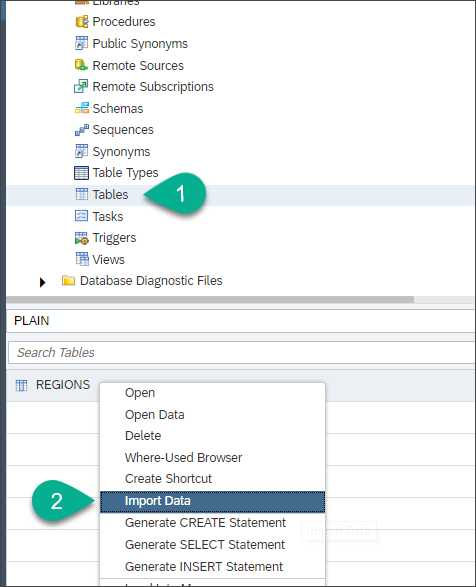 Libraries
Procedures
Public Synonyms
Remote Sources
Remote Subscriptions
Schemas
Sequences
Synonyms
Table Types
Tables
1
Tasks
Triggers
Views
Database Diagnostic Files
PLAIN
Search Tables
REGIONS
Open
Open Data
Delete
Where-Used Browser
Create Shortcut
2
Import Data
Generate CREATE Statement
Import Data
Generate SELECT Statement
Generate INSERT Statement